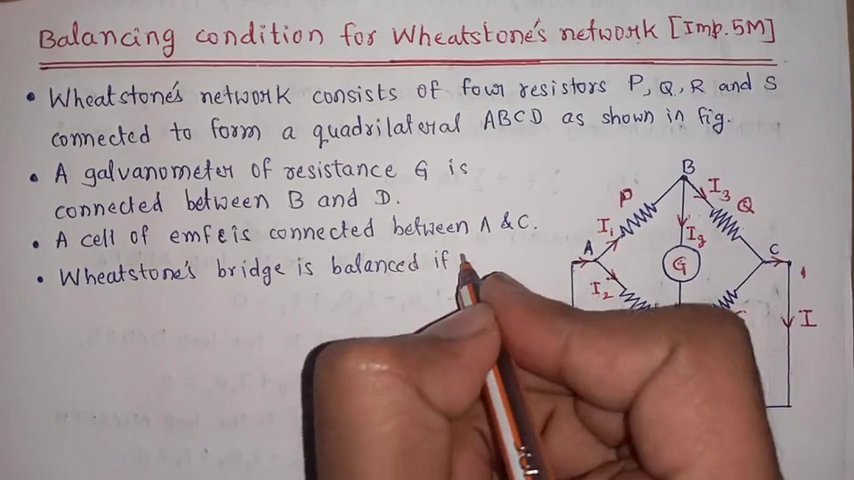 Balancing condition for Wheatstone's network [Imp. 5M]
• Wheatstone's network consists of four resistors P, Q, R and S
connected to form a quadrilateral ABCD as shown in Fig.
• A galvanometer of resistance G is
connected between B and D.
• A cell of emf E is connected between A & C.
• Wheatstone's bridge is balanced if
B
P
I₃
Q
I₁
Ig
A
G
C
I₂
I